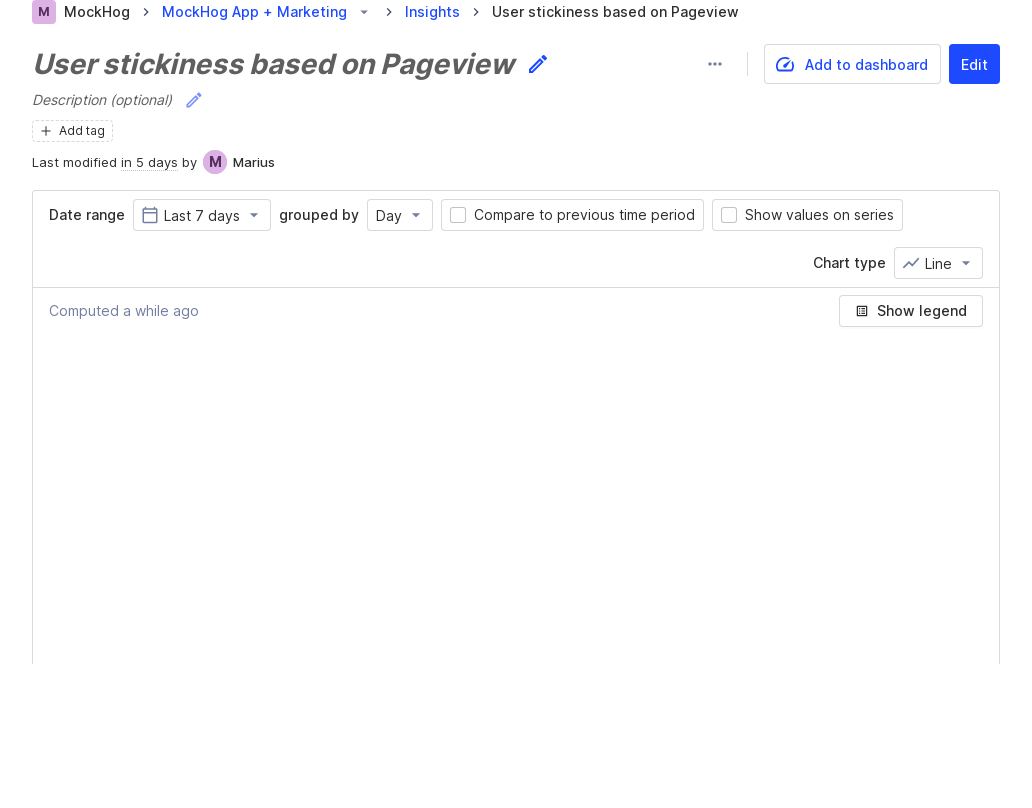 M MockHog MockHog App + Marketing Insights User stickiness based on Pageview
User stickiness based on Pageview
Add to dashboard Edit
Description (optional)
Add tag
Last modified in 5 days by M Marius
Date range Last 7 days grouped by Day Compare to previous time period Show values on series
Chart type Line
Computed a while ago Show legend